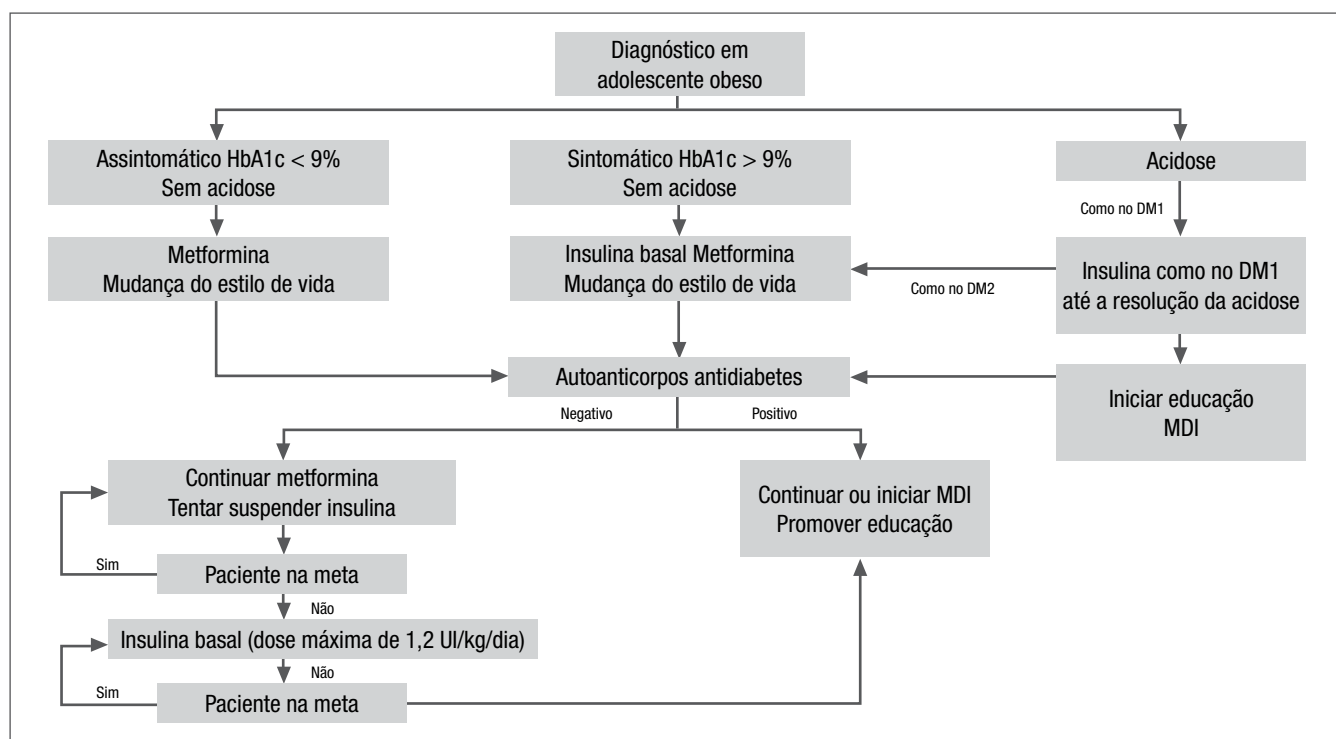 Diagnóstico em
adolescente obeso
Assintomático HbA1c < 9%
Sem acidose
Sintomático HbA1c > 9%
Sem acidose
Acidose
Como no DM1
Metformina
Mudança do estilo de vida
Insulina basal Metformina
Mudança do estilo de vida
Como no DM2
Insulina como no DM1
até a resolução da acidose
Autoanticorpos antidiabetes
Iniciar educação
MDI
Negativo
Positivo
Continuar metformina
Tentar suspender insulina
Continuar ou iniciar MDI
Promover educação
Sim
Paciente na meta
Não
Insulina basal (dose máxima de 1,2 UI/kg/dia)
Não
Sim
Paciente na meta